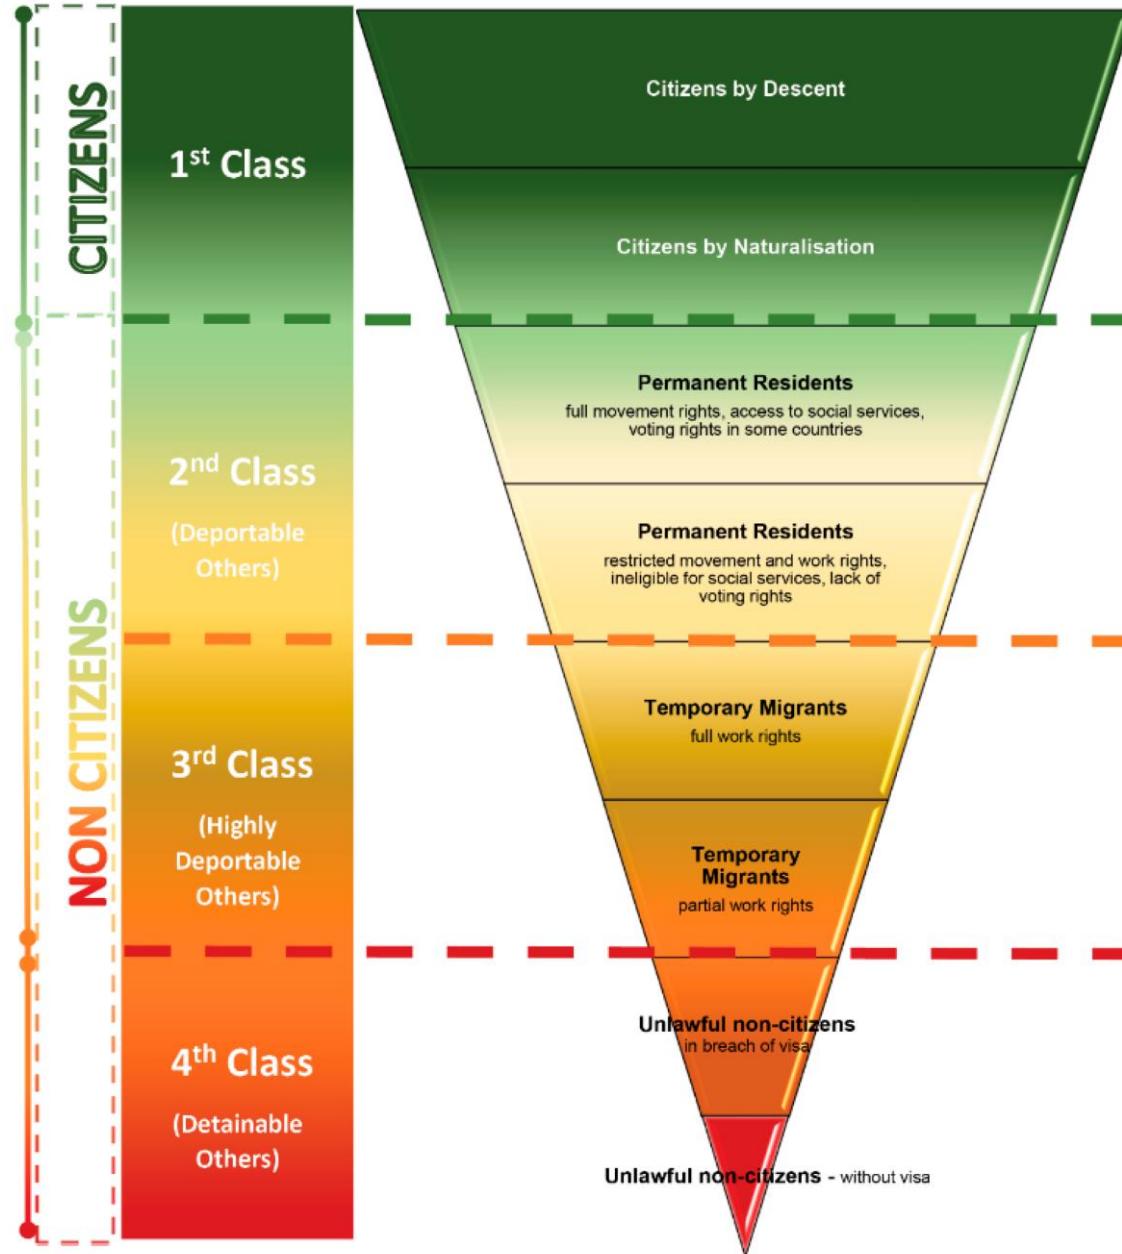 CITIZENS
1st Class
Citizens by Descent
Citizens by Naturalisation
NON CITIZENS
2nd Class
(Deportable
Others)
Permanent Residents
full movement rights, access to social services,
voting rights in some countries
Permanent Residents
restricted movement and work rights,
ineligible for social services, lack of
voting rights
3rd Class
(Highly
Deportable
Others)
Temporary Migrants
full work rights
Temporary
Migrants
partial work rights
4th Class
(Detainable
Others)
Unlawful non-citizens
in breach of visa
Unlawful non-citizens - without visa